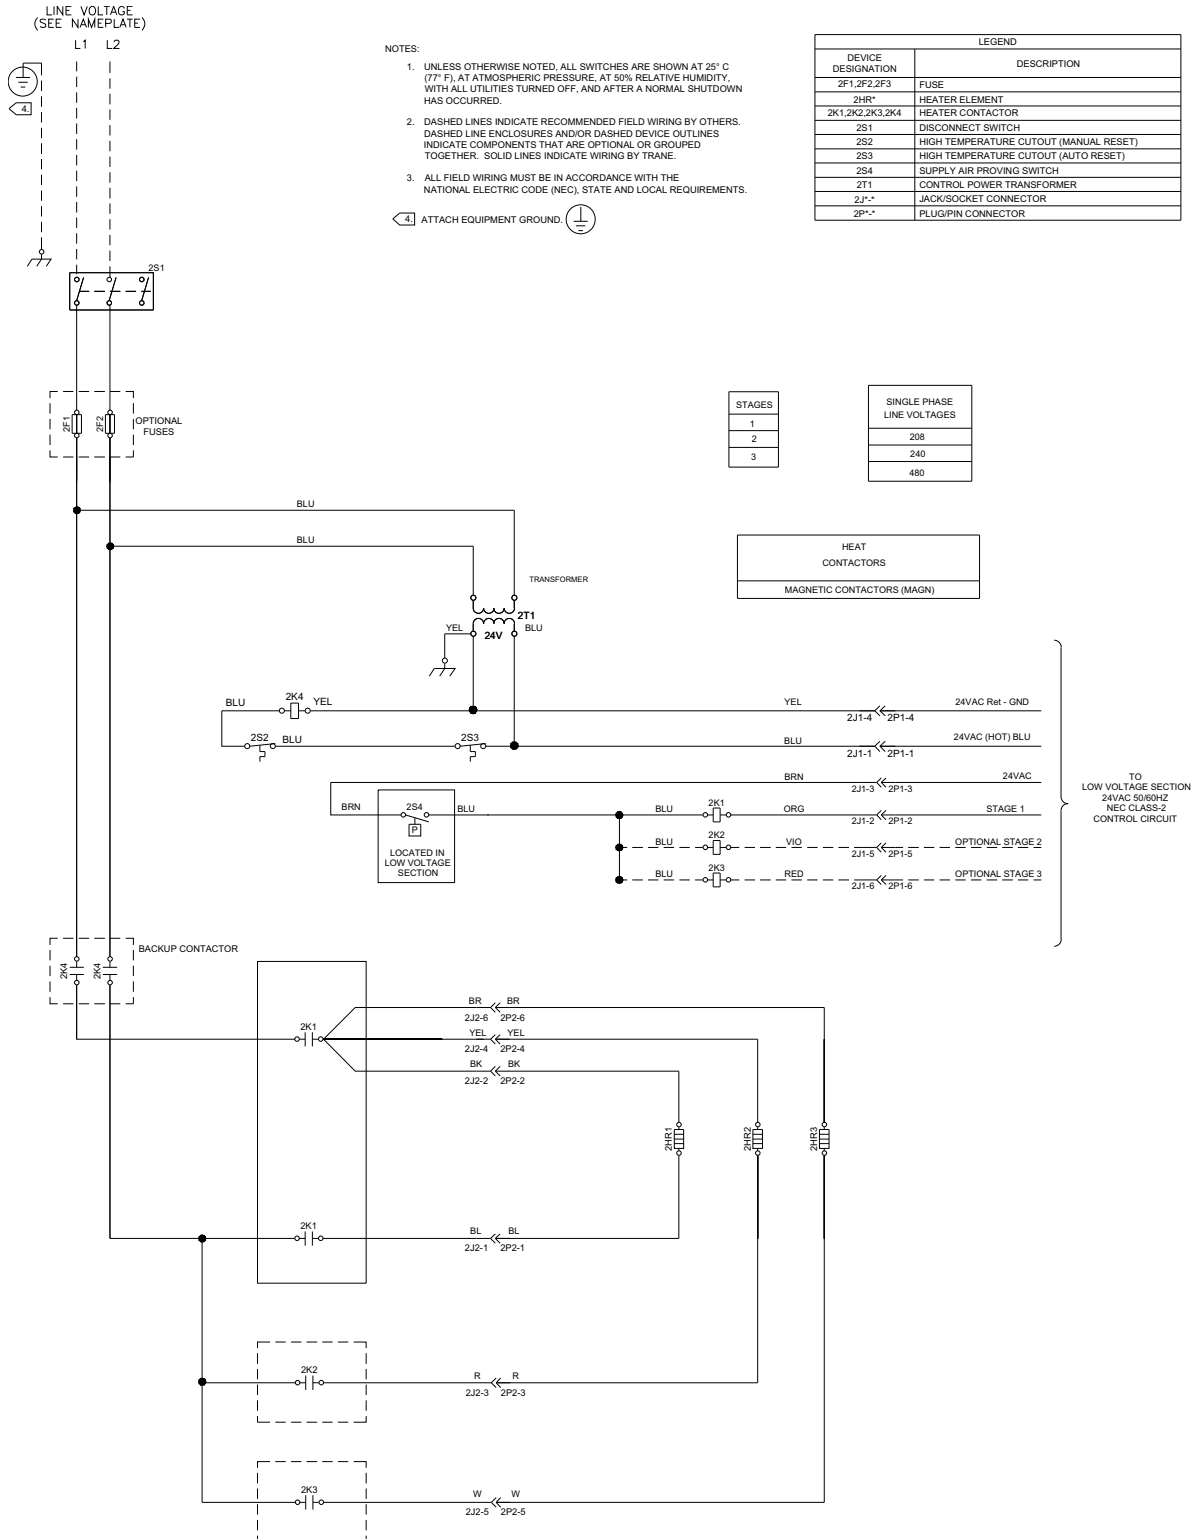 LINE VOLTAGE
(SEE NAMEPLATE)
L1 L2
4.
NOTES:
1. UNLESS OTHERWISE NOTED, ALL SWITCHES ARE SHOWN AT 25° C
(77° F), AT ATMOSPHERIC PRESSURE, AT 50% RELATIVE HUMIDITY,
WITH ALL UTILITIES TURNED OFF, AND AFTER A NORMAL SHUTDOWN
HAS OCCURRED.
2. DASHED LINES INDICATE RECOMMENDED FIELD WIRING BY OTHERS.
DASHED LINE ENCLOSURES AND/OR DASHED DEVICE OUTLINES
INDICATE COMPONENTS THAT ARE OPTIONAL OR GROUPED
TOGETHER. SOLID LINES INDICATE WIRING BY TRANE.
3. ALL FIELD WIRING MUST BE IN ACCORDANCE WITH THE
NATIONAL ELECTRIC CODE (NEC), STATE AND LOCAL REQUIREMENTS.
4. ATTACH EQUIPMENT GROUND.
LEGEND
DEVICE
DESIGNATION
DESCRIPTION
2F1,2F2,2F3 FUSE
2HR* HEATER ELEMENT
2K1,2K2,2K3,2K4 HEATER CONTACTOR
2S1 DISCONNECT SWITCH
2S2 HIGH TEMPERATURE CUTOUT (MANUAL RESET)
2S3 HIGH TEMPERATURE CUTOUT (AUTO RESET)
2S4 SUPPLY AIR PROVING SWITCH
2T1 CONTROL POWER TRANSFORMER
2J*-* JACK/SOCKET CONNECTOR
2P*-* PLUG/PIN CONNECTOR
2S1
2F1 2F2
OPTIONAL
FUSES
STAGES
1
2
3
SINGLE PHASE
LINE VOLTAGES
208
240
480
BLU
BLU
HEAT
CONTACTORS
MAGNETIC CONTACTORS (MAGN)
TRANSFORMER
2T1
YEL 24V BLU
BLU 2K4 YEL YEL 24VAC Ret - GND
2J1-4 2P1-4
2S2 BLU 2S3 BLU 24VAC (HOT) BLU
2J1-1 2P1-1
BRN 24VAC
2J1-3 2P1-3
BRN 2S4 BLU BLU 2K1 ORG STAGE 1
P
2J1-2 2P1-2
LOCATED IN
LOW VOLTAGE
SECTION
BLU 2K2 VIO OPTIONAL STAGE 2
2J1-5 2P1-5
BLU 2K3 RED OPTIONAL STAGE 3
2J1-6 2P1-6
TO
LOW VOLTAGE SECTION
24VAC 50/60HZ
NEC CLASS-2
CONTROL CIRCUIT
BACKUP CONTACTOR
2K4 2K4
BR BR
2J2-6 2P2-6
2K1 YEL YEL
2J2-4 2P2-4
BK BK
2J2-2 2P2-2
2HR1 2HR2 2HR3
2K1 BL BL
2J2-1 2P2-1
2K2 R R
2J2-3 2P2-3
2K3 W W
2J2-5 2P2-5